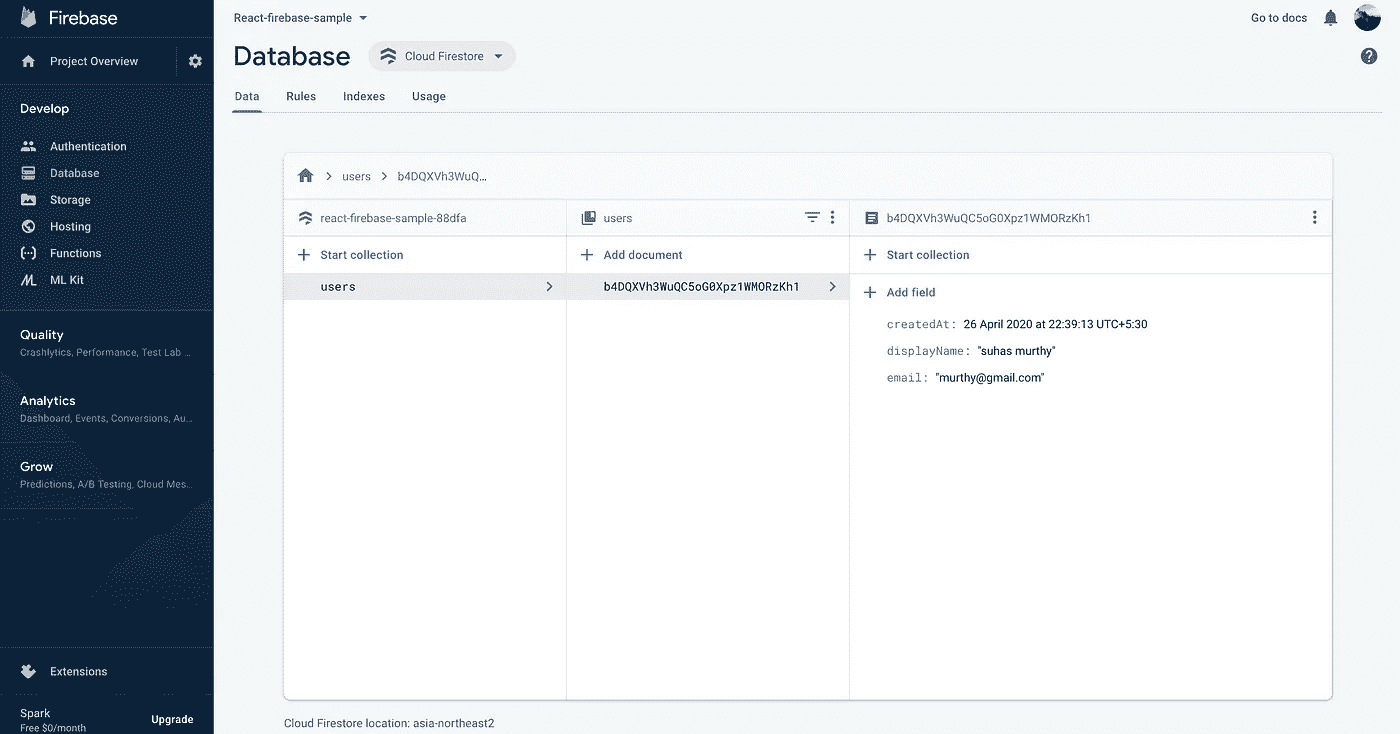 Firebase
Project Overview
Develop
Authentication
Database
Storage
Hosting
Functions
ML Kit
Quality
Crashlytics, Performance, Test Lab ...
Analytics
Dashboard, Events, Conversions, Au...
Grow
Predictions, A/B Testing, Cloud Mes...
Extensions
Spark
Free $0/month
Upgrade
React-firebase-sample
Go to docs
Database
Cloud Firestore
Data Rules Indexes Usage
users b4DQXVh3WuQ...
react-firebase-sample-88dfa
Start collection
users
users
Add document
b4DQXVh3WuQC5oG0Xpz1WMORzKh1
b4DQXVh3WuQC5oG0Xpz1WMORzKh1
Start collection
Add field
createdAt: 26 April 2020 at 22:39:13 UTC+5:30
displayName: "suhas murthy"
email: "murthy@gmail.com"
Cloud Firestore location: asia-northeast2